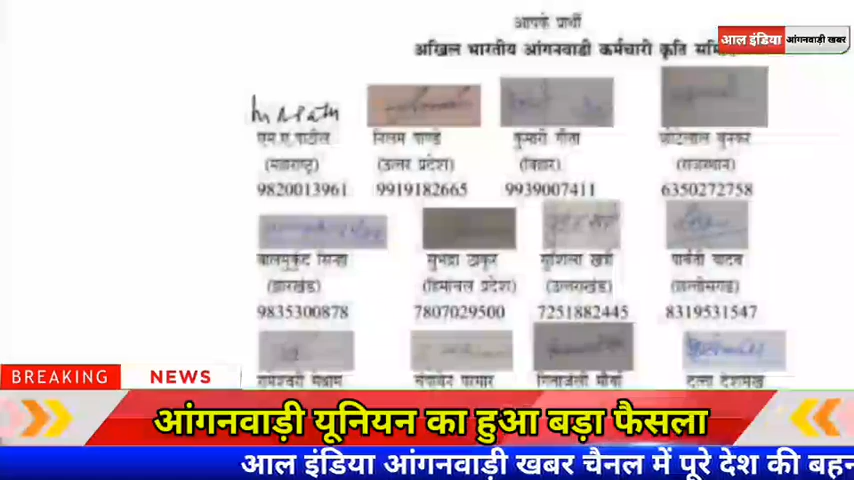 आपके प्रार्थी
आल इंडिया आंगनवाड़ी खबर
अखिल भारतीय आंगनवाडी कर्मचारी कृति
एम.ए.पाटील निलम पाण्डे कुमारी गीता छोटेलाल बुनकर
(महाराष्ट्र) (उत्तर प्रदेश) (बिहार) (राजस्थान)
9820013961 9919182665 9939007411 6350272758
बालमुकुंद सिन्हा सुभद्रा ठाकुर सुशिला खत्री पार्वती यादव
(झारखंड) (हिमांचल प्रदेश) (उत्तराखंड) (छत्तीसगढ)
9835300878 7807029500 7251882445 8319531547
BREAKING NEWS
आंगनवाड़ी यूनियन का हुआ बड़ा फैसला
आल इंडिया आंगनवाड़ी खबर चैनल में पूरे देश की बहन